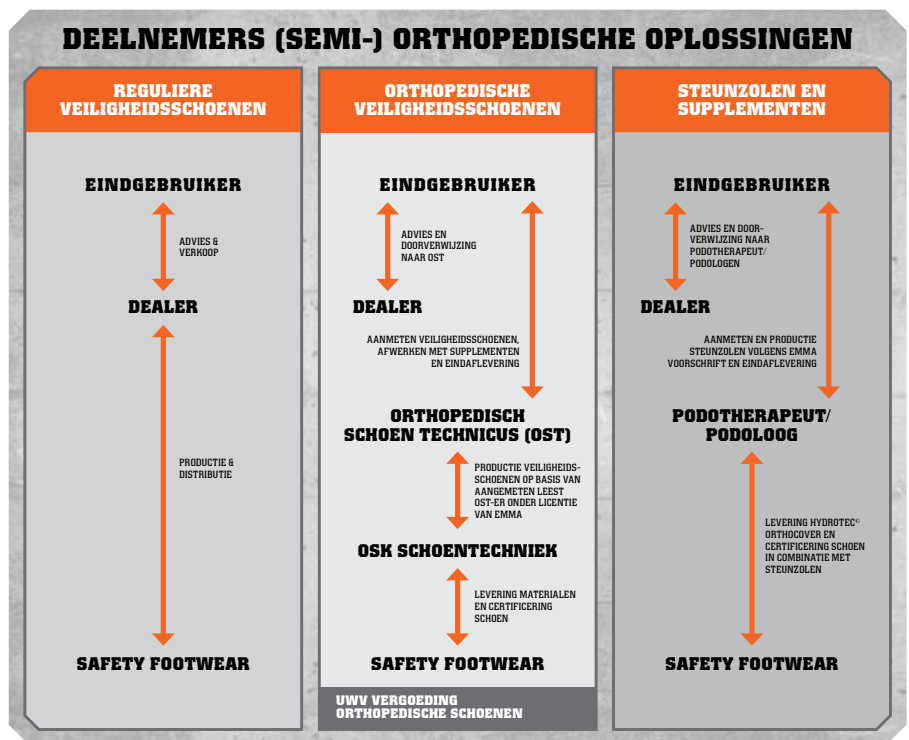 DEELNEMERS (SEMI-) ORTHOPEDISCHE OPLOSSINGEN
REGULIERE
VEILIGHEIDSSCHOENEN
EINDGEBRUIKER
ADVIES &
VERKOOP
DEALER
PRODUCTIE &
DISTRIBUTIE
SAFETY FOOTWEAR
ORTHOPEDISCHE
VEILIGHEIDSSCHOENEN
EINDGEBRUIKER
ADVIES EN
DOORVERWIJZING
NAAR OST
DEALER
AANMETEN VEILIGHEIDSSCHOENEN,
AFWERKEN MET SUPPLEMENTEN
EN EINDAFLEVERING
ORTHOPEDISCH
SCHOEN TECHNICUS (OST)
PRODUCTIE VEILIGHEIDS-
SCHOENEN OP BASIS VAN
AANGEMETEN LEEST
OST-ER ONDER LICENTIE
VAN EMMA
OSK SCHOENTECHNIEK
LEVERING MATERIALEN
EN CERTIFICERING
SCHOEN
SAFETY FOOTWEAR
UWV VERGOEDING
ORTHOPEDISCHE SCHOENEN
STEUNZOLEN EN
SUPPLEMENTEN
EINDGEBRUIKER
ADVIES EN DOOR-
VERWIJZING NAAR
PODOTHERAPEUT/
PODOLOGEN
DEALER
AANMETEN EN PRODUCTIE
STEUNZOLEN VOLGENS EMMA
VOORSCHRIFT EN EINDAFLEVERING
PODOTHERAPEUT/
PODOLOOG
LEVERING HYDROTEC©
ORTHOCOVER EN
CERTIFICERING SCHOEN
IN COMBINATIE MET
STEUNZOLEN
SAFETY FOOTWEAR